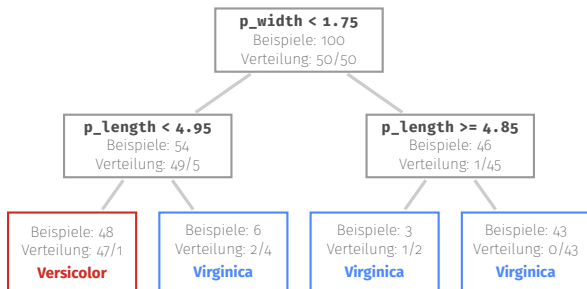 p_width < 1.75
Beispiele: 100
Verteilung: 50/50
p_length < 4.95
Beispiele: 54
Verteilung: 49/5
p_length >= 4.85
Beispiele: 46
Verteilung: 1/45
Beispiele: 48
Verteilung: 47/1
Versicolor
Beispiele: 6
Verteilung: 2/4
Virginica
Beispiele: 3
Verteilung: 1/2
Virginica
Beispiele: 43
Verteilung: 0/43
Virginica